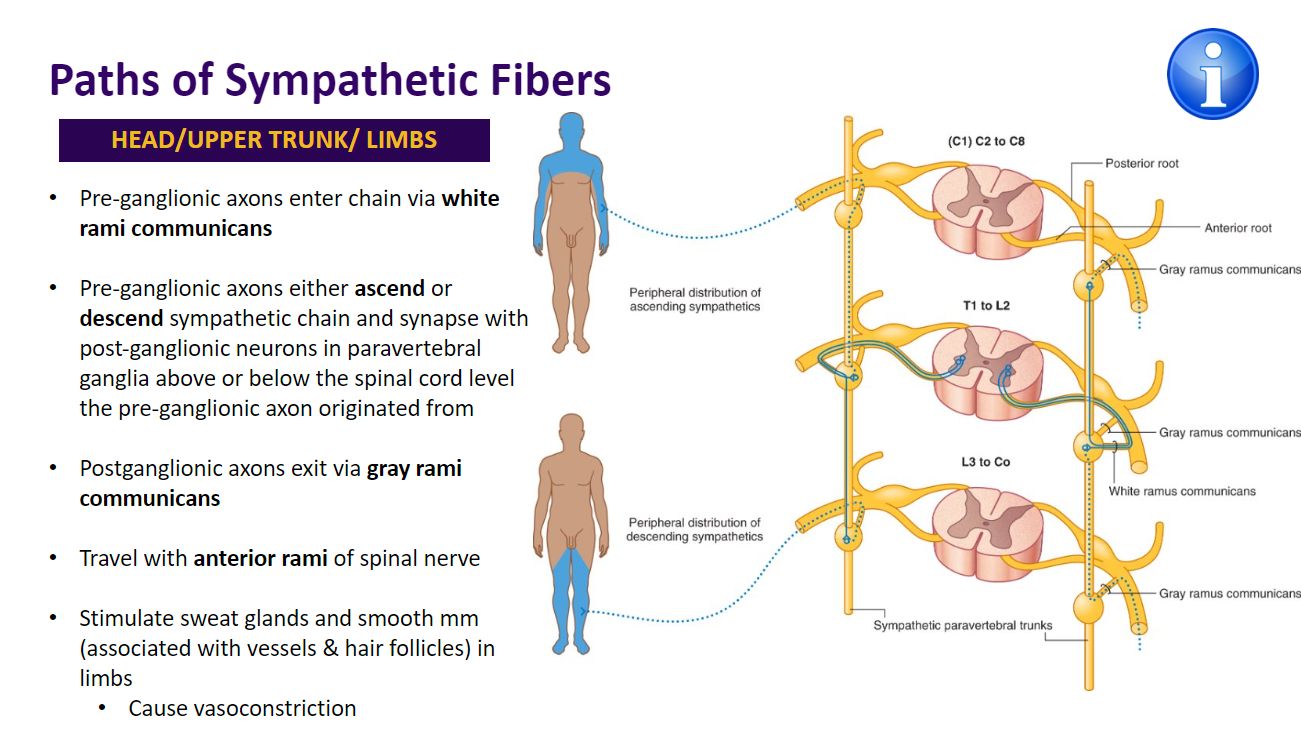 Paths of Sympathetic Fibers
HEAD/UPPER TRUNK/ LIMBS
• Pre-ganglionic axons enter chain via white
rami communicans
• Pre-ganglionic axons either ascend or
descend sympathetic chain and synapse with
post-ganglionic neurons in paravertebral
ganglia above or below the spinal cord level
the pre-ganglionic axon originated from
• Postganglionic axons exit via gray rami
communicans
• Travel with anterior rami of spinal nerve
• Stimulate sweat glands and smooth mm
(associated with vessels & hair follicles) in
limbs
• Cause vasoconstriction
Peripheral distribution of
ascending sympathetics
Peripheral distribution of
descending sympathetics
(C1) C2 to C8
Posterior root
Anterior root
Gray ramus communicans
T1 to L2
Gray ramus communicans
White ramus communicans
L3 to Co
Gray ramus communicans
Sympathetic paravertebral trunks
i